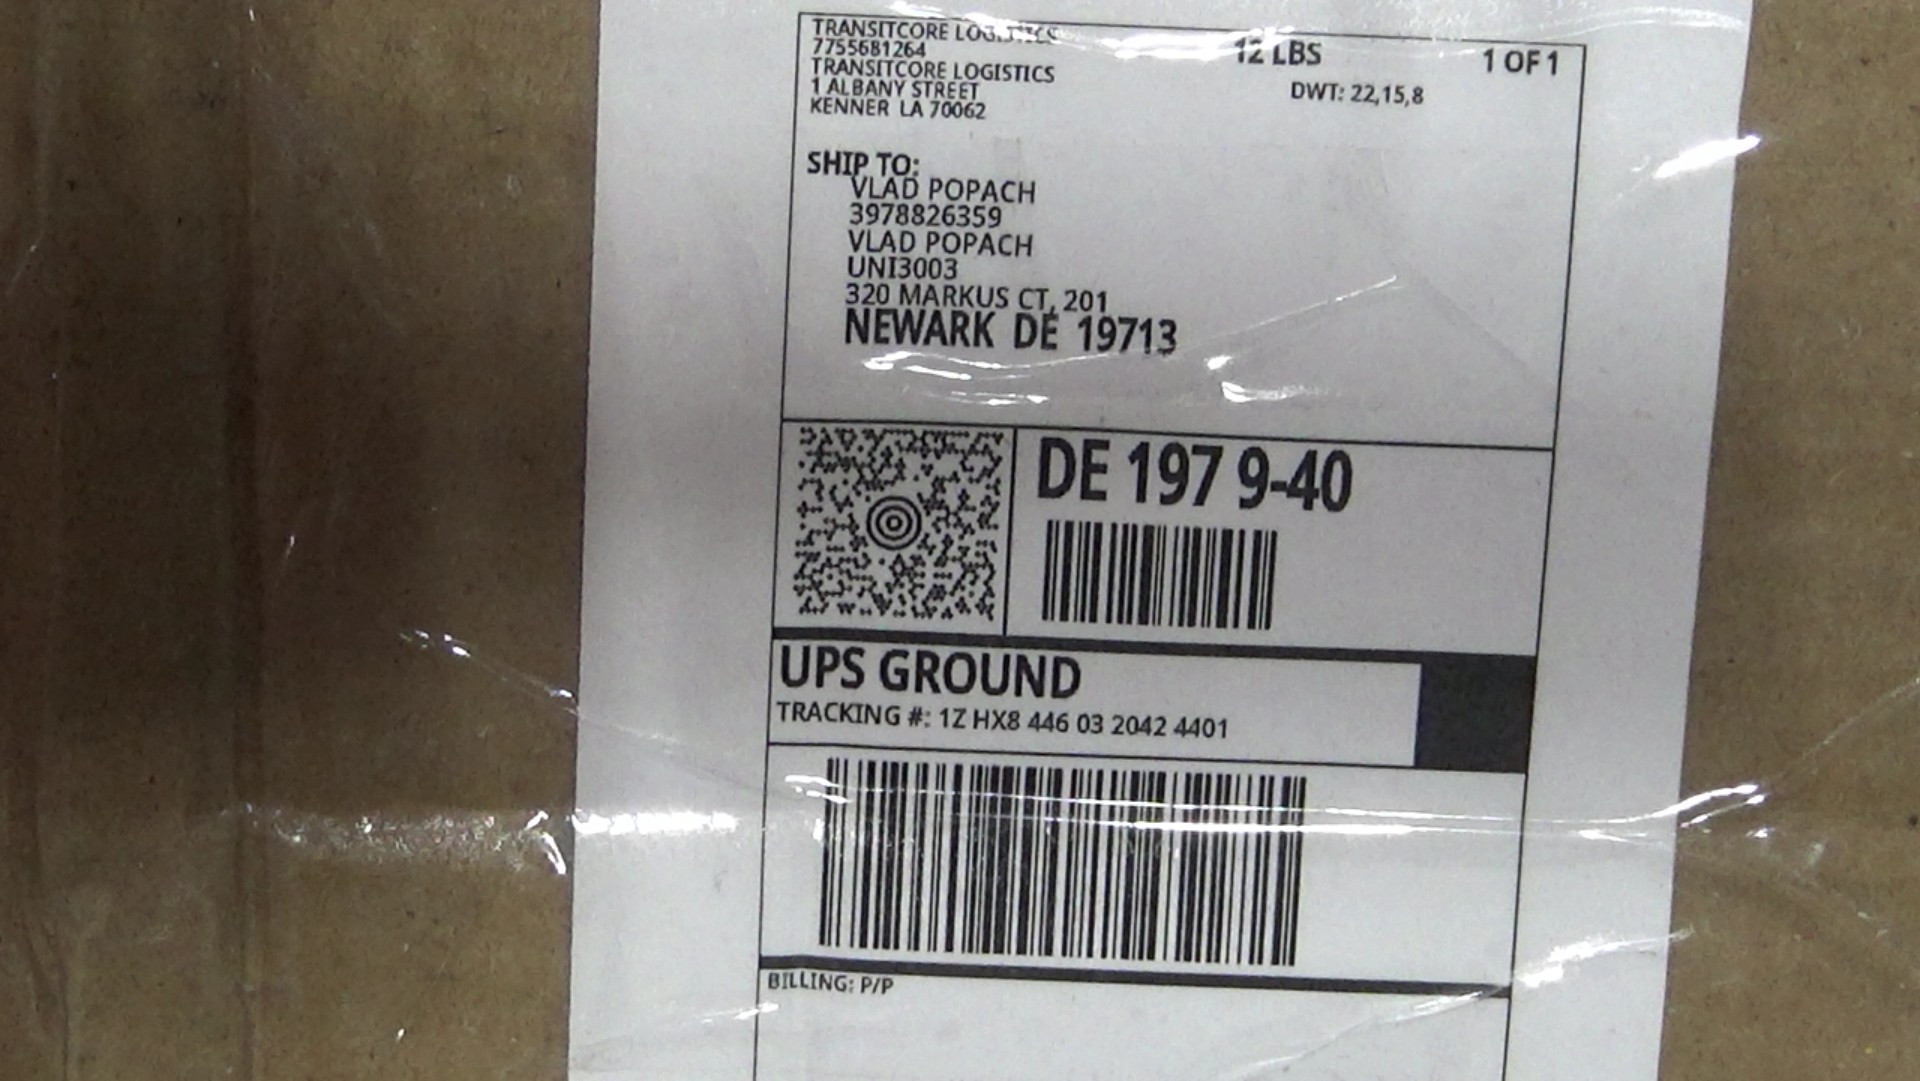 TRANSITCORE LOGISTICS
7755681264
TRANSITCORE LOGISTICS
1 ALBANY STREET
KENNER LA 70062
12 LBS
1 OF 1
DWT: 22,15,8
SHIP TO:
VLAD POPACH
3978826359
VLAD POPACH
UNI3003
320 MARKUS CT, 201
NEWARK DE 19713
DE 197 9-40
UPS GROUND
TRACKING #: 1Z HX8 446 03 2042 4401
BILLING: P/P